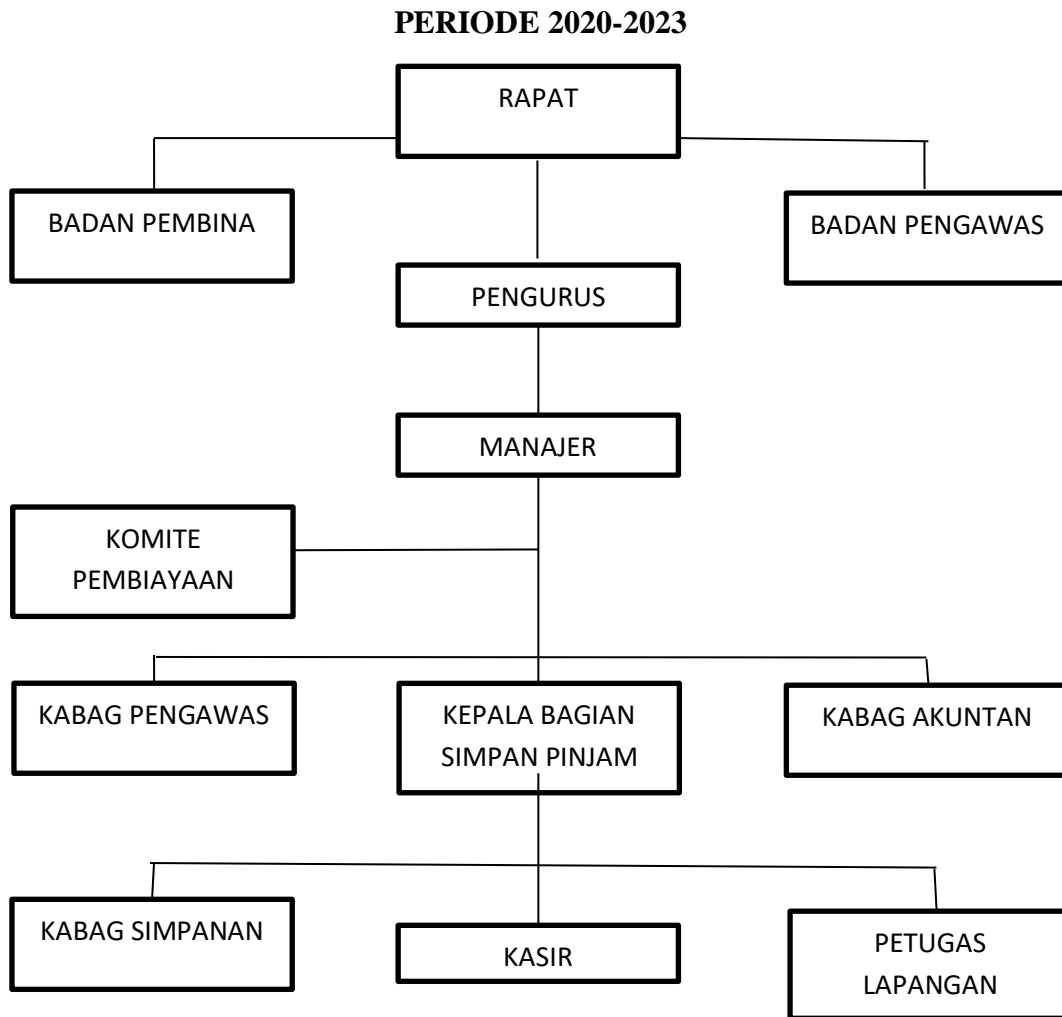 PERIODE 2020-2023
RAPAT
BADAN PEMBINA
BADAN PENGAWAS
PENGURUS
MANAJER
KOMITE
PEMBIAYAAN
KABAG PENGAWAS
KEPALA BAGIAN
SIMPAN PINJAM
KABAG AKUNTAN
KABAG SIMPANAN
KASIR
PETUGAS
LAPANGAN